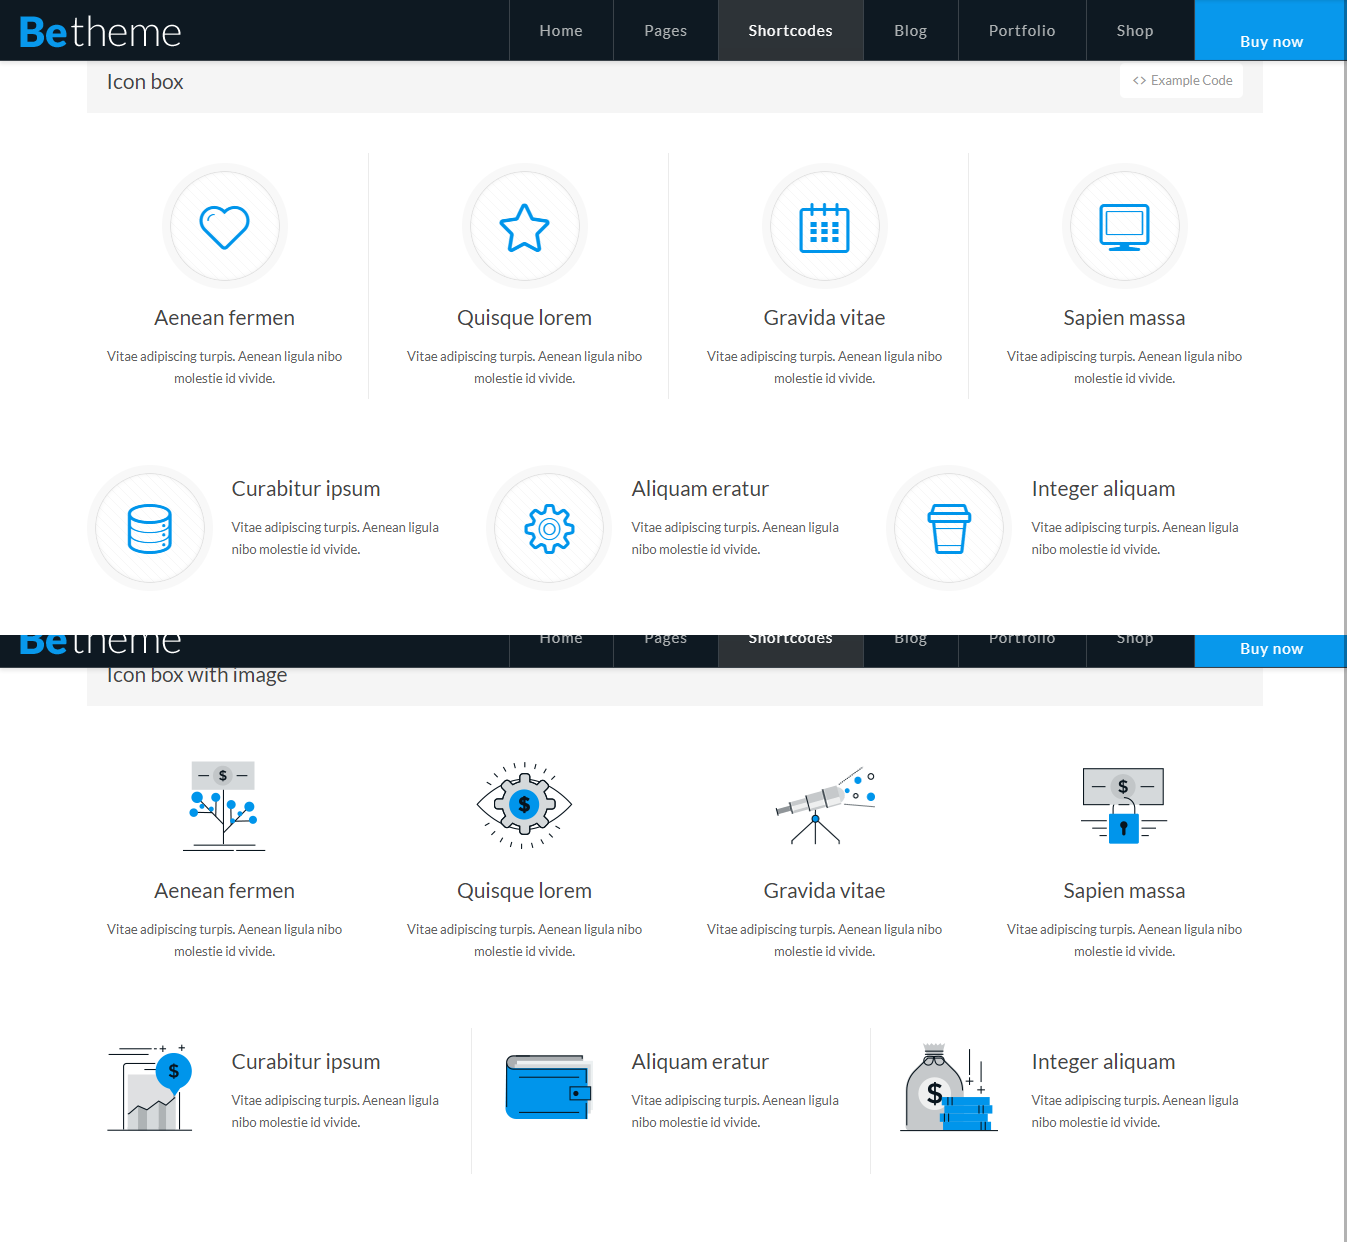 Betheme
Home Pages Shortcodes Blog Portfolio Shop Buy now
Icon box
<> Example Code
Aenean fermen Quisque lorem Gravida vitae Sapien massa
Vitae adipiscing turpis. Aenean ligula nibo Vitae adipiscing turpis. Aenean ligula nibo Vitae adipiscing turpis. Aenean ligula nibo Vitae adipiscing turpis. Aenean ligula nibo
molestie id vivide. molestie id vivide. molestie id vivide. molestie id vivide.
Curabitur ipsum Aliquam eratur Integer aliquam
Vitae adipiscing turpis. Aenean ligula Vitae adipiscing turpis. Aenean ligula Vitae adipiscing turpis. Aenean ligula
nibo molestie id vivide. nibo molestie id vivide. nibo molestie id vivide.
Betheme
Home Pages Shortcodes Blog Portfolio Shop Buy now
Icon box with image
$ $ $
Aenean fermen Quisque lorem Gravida vitae Sapien massa
Vitae adipiscing turpis. Aenean ligula nibo Vitae adipiscing turpis. Aenean ligula nibo Vitae adipiscing turpis. Aenean ligula nibo Vitae adipiscing turpis. Aenean ligula nibo
molestie id vivide. molestie id vivide. molestie id vivide. molestie id vivide.
$ $
Curabitur ipsum Aliquam eratur Integer aliquam
Vitae adipiscing turpis. Aenean ligula Vitae adipiscing turpis. Aenean ligula Vitae adipiscing turpis. Aenean ligula
nibo molestie id vivide. nibo molestie id vivide. nibo molestie id vivide.